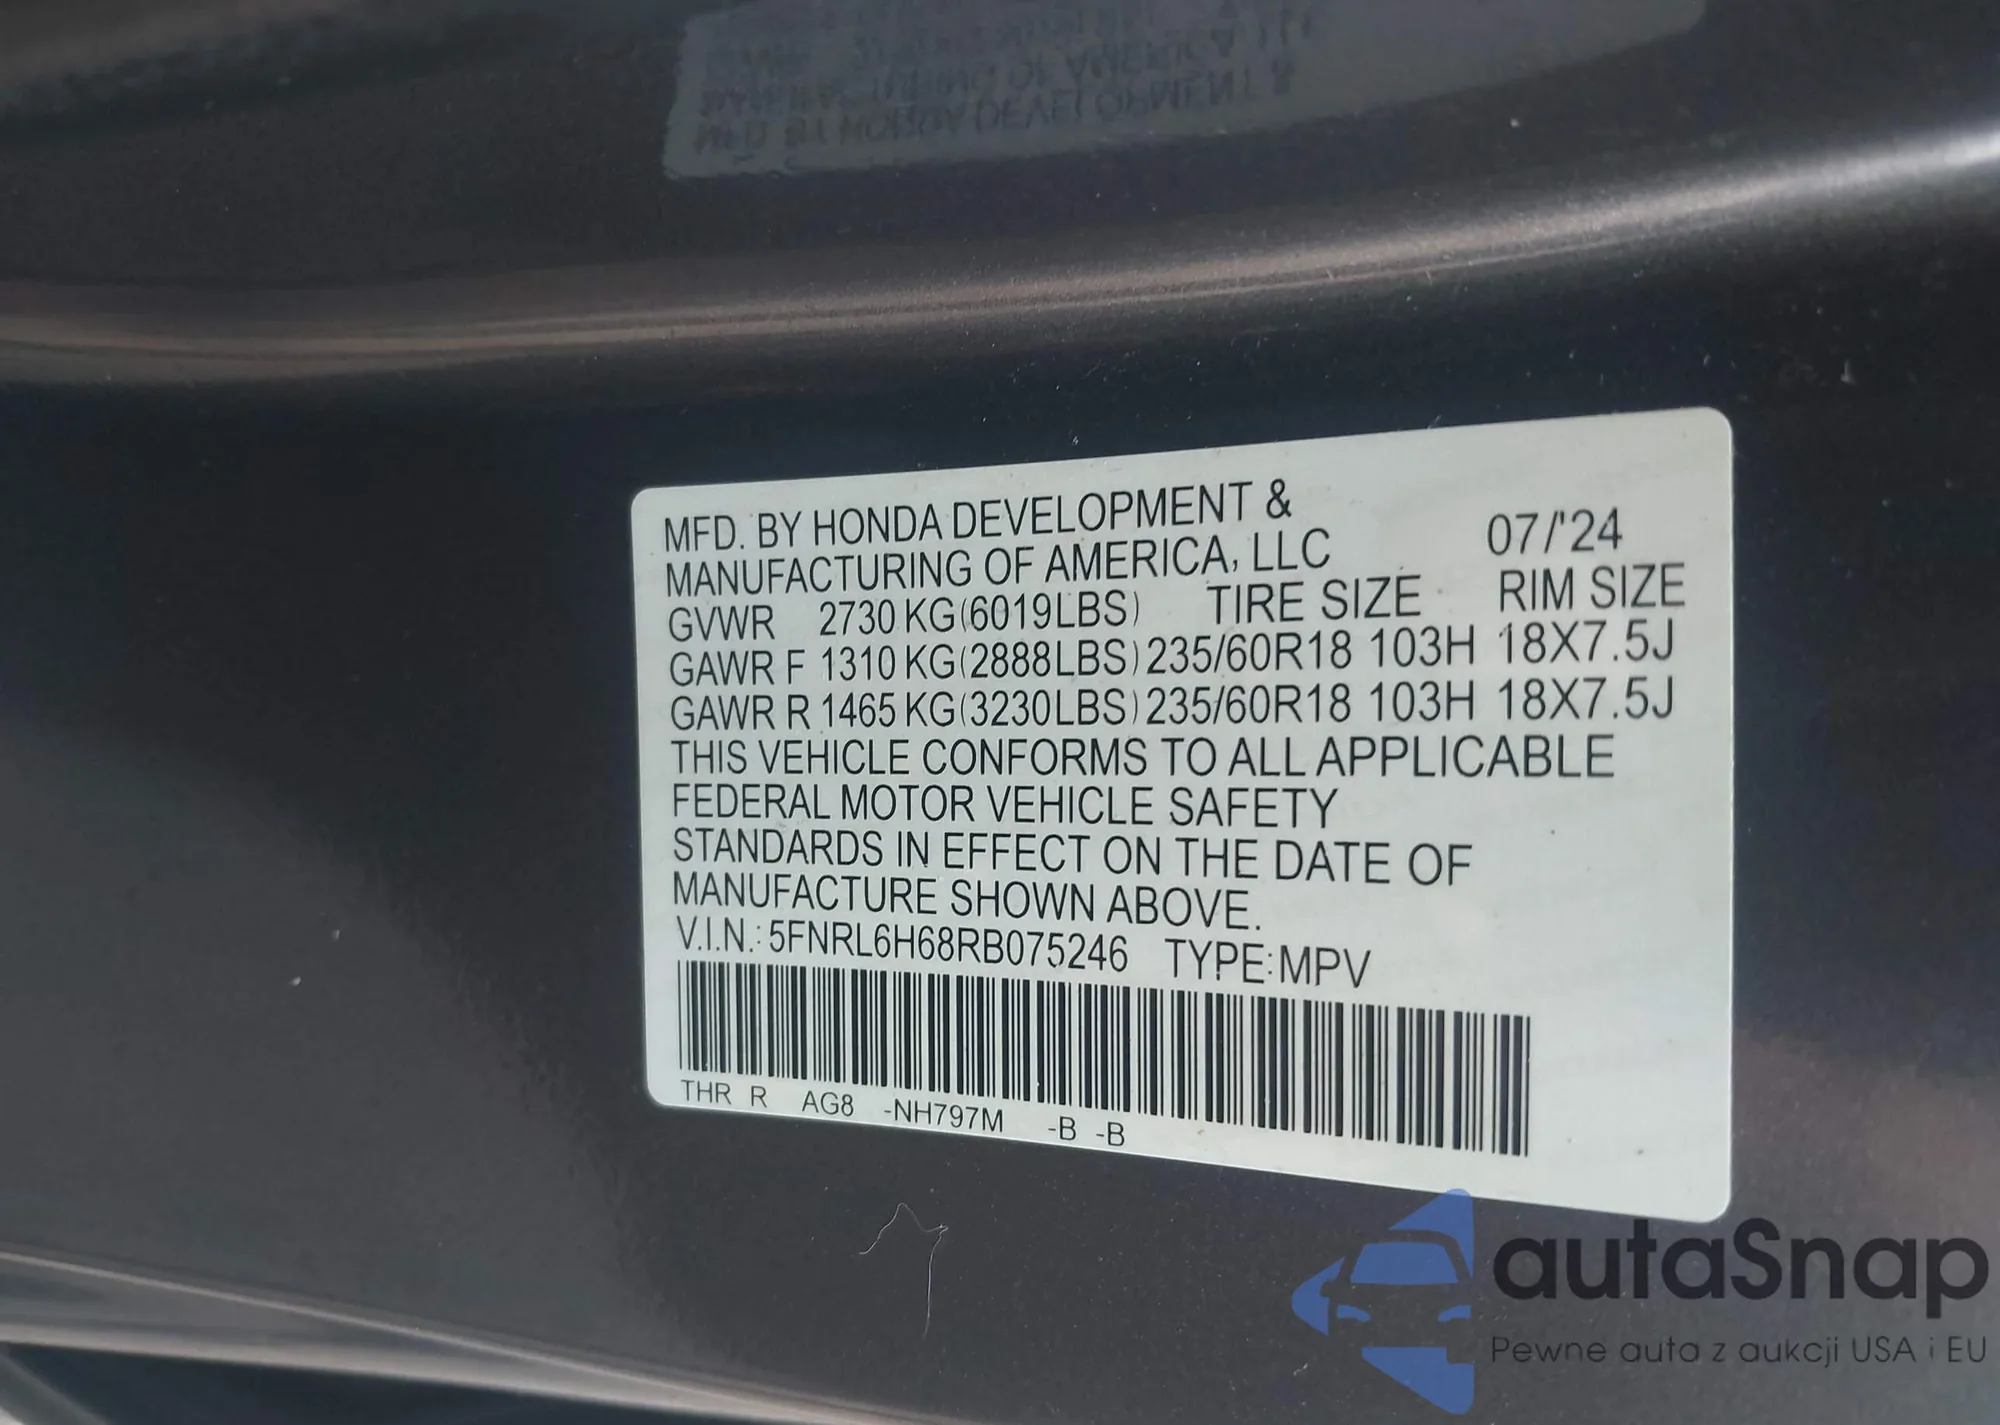 MFD. BY HONDA DEVELOPMENT &
MANUFACTURING OF AMERICA, LLC 07/'24
GVWR 2730 KG(6019LBS) TIRE SIZE RIM SIZE
GAWR F 1310 KG(2888LBS) 235/60R18 103H 18X7.5J
GAWR R 1465 KG(3230LBS) 235/60R18 103H 18X7.5J
THIS VEHICLE CONFORMS TO ALL APPLICABLE
FEDERAL MOTOR VEHICLE SAFETY
STANDARDS IN EFFECT ON THE DATE OF
MANUFACTURE SHOWN ABOVE.
V.I.N.: 5FNRL6H68RB075246 TYPE:MPV
THR R AG8 -NH797M -B -B
autaSnap
Pewne auta z aukcji USA i EU